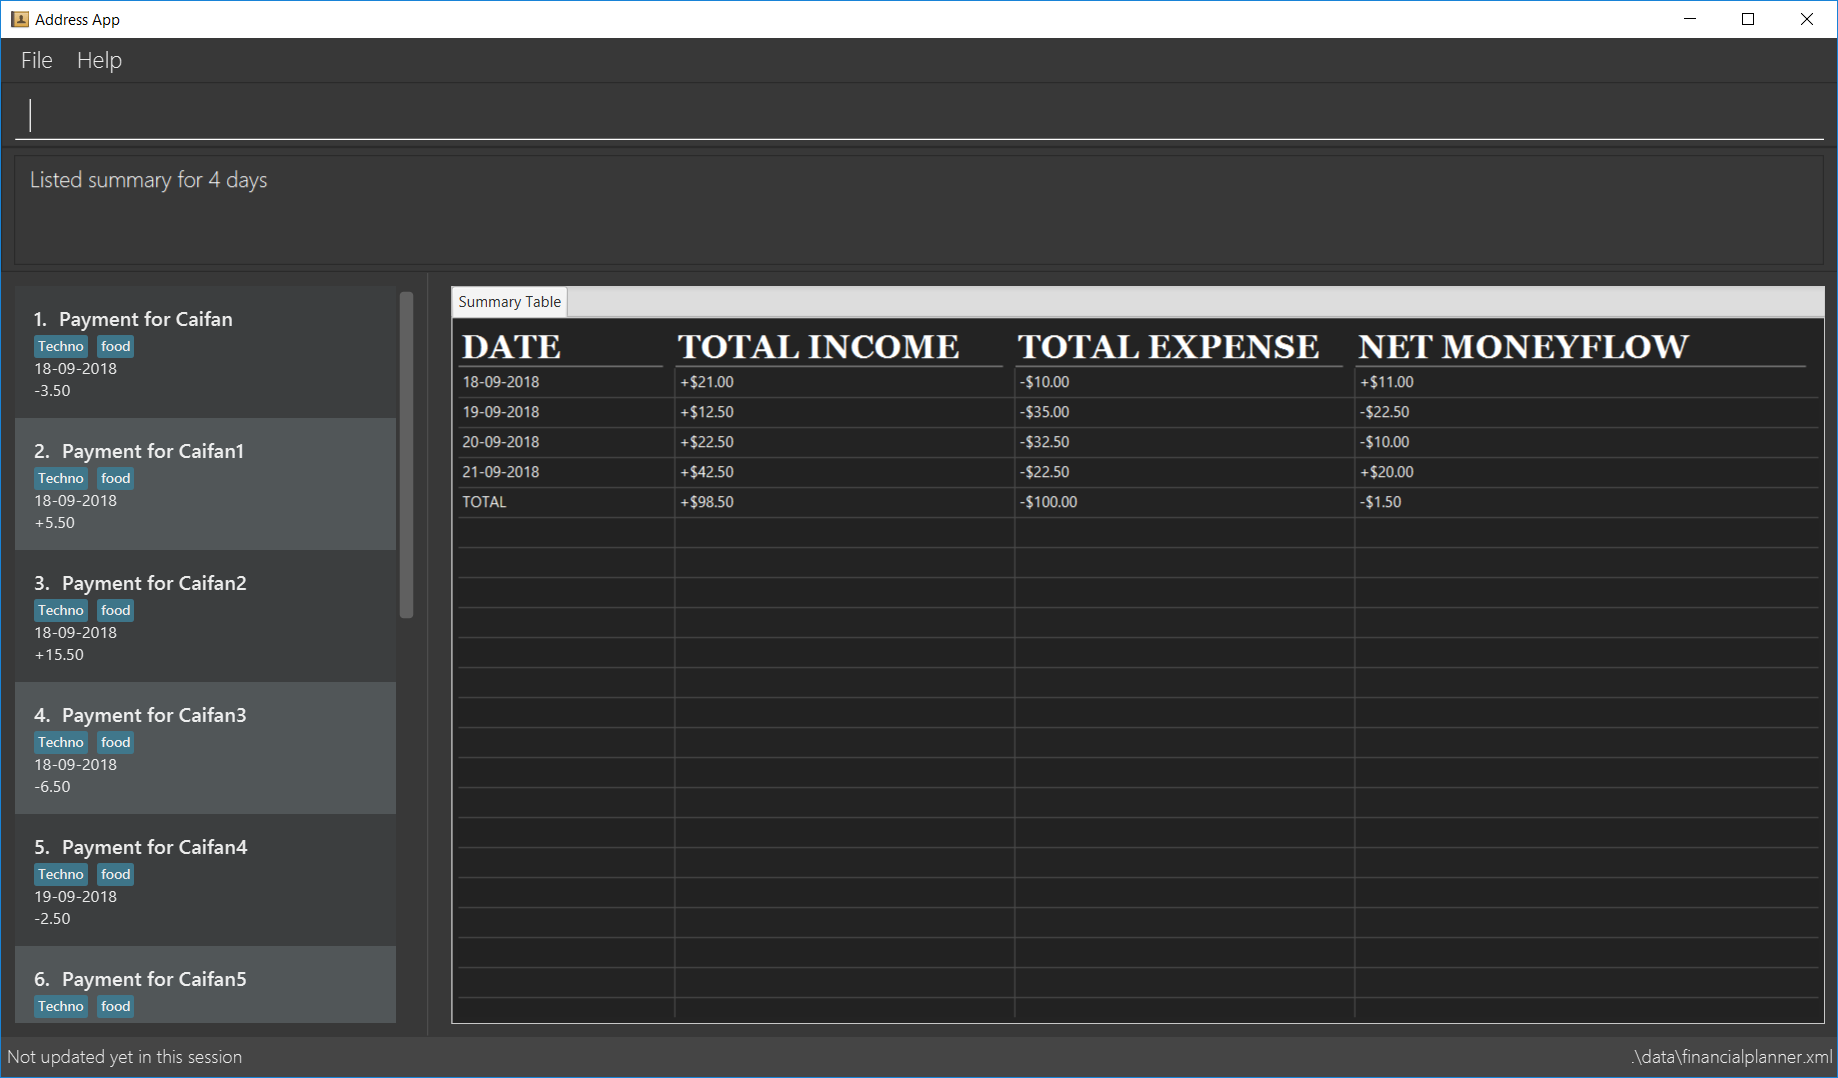 Address App
File Help
Listed summary for 4 days
1. Payment for Caifan
Techno food
18-09-2018
-3.50
2. Payment for Caifan1
Techno food
18-09-2018
+5.50
3. Payment for Caifan2
Techno food
18-09-2018
+15.50
4. Payment for Caifan3
Techno food
18-09-2018
-6.50
5. Payment for Caifan4
Techno food
19-09-2018
-2.50
6. Payment for Caifan5
Techno food
Summary Table
DATE TOTAL INCOME TOTAL EXPENSE NET MONEYFLOW
18-09-2018 +$21.00 -$10.00 +$11.00
19-09-2018 +$12.50 -$35.00 -$22.50
20-09-2018 +$22.50 -$32.50 -$10.00
21-09-2018 +$42.50 -$22.50 +$20.00
TOTAL +$98.50 -$100.00 -$1.50
Not updated yet in this session
.\data\financialplanner.xml